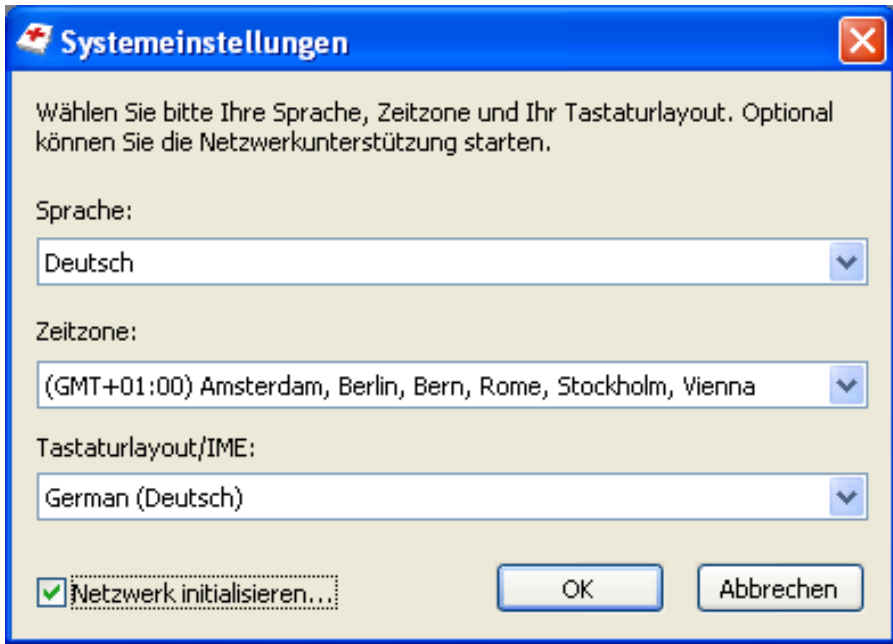 Systemeinstellungen
Wählen Sie bitte Ihre Sprache, Zeitzone und Ihr Tastaturlayout. Optional
können Sie die Netzwerkunterstützung starten.
Sprache:
Deutsch
Zeitzone:
(GMT+01:00) Amsterdam, Berlin, Bern, Rome, Stockholm, Vienna
Tastaturlayout/IME:
German (Deutsch)
Netzwerk initialisieren...
OK
Abbrechen